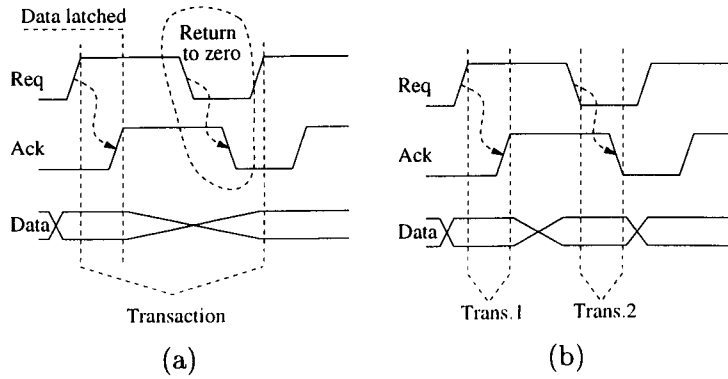 Data latched
Return
to zero
Req
Ack
Data
Transaction
(a)
Req
Ack
Data
Trans.1
Trans.2
(b)